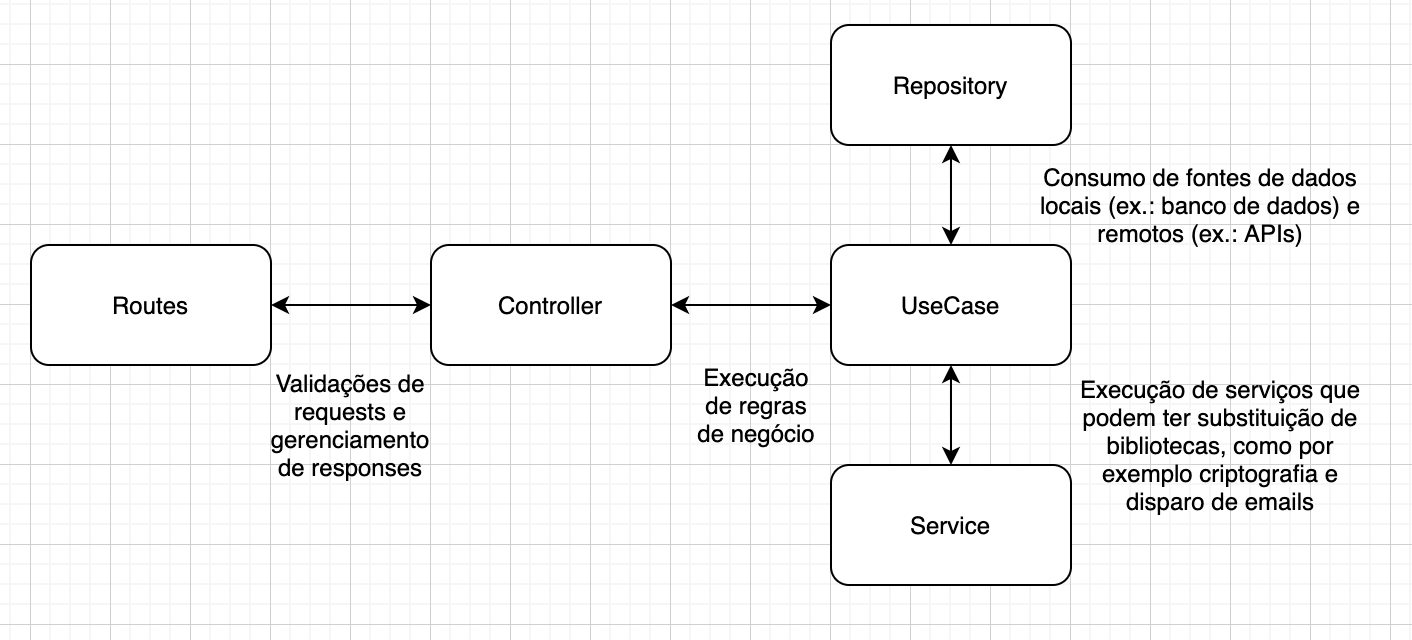 Repository
Consumo de fontes de dados
locais (ex.: banco de dados) e
remotos (ex.: APIs)
Routes
Controller
UseCase
Validações de
requests e
gerenciamento
de responses
Execução
de regras
de negócio
Execução de serviços que
podem ter substituição de
bibliotecas, como por
exemplo criptografia e
disparo de emails
Service